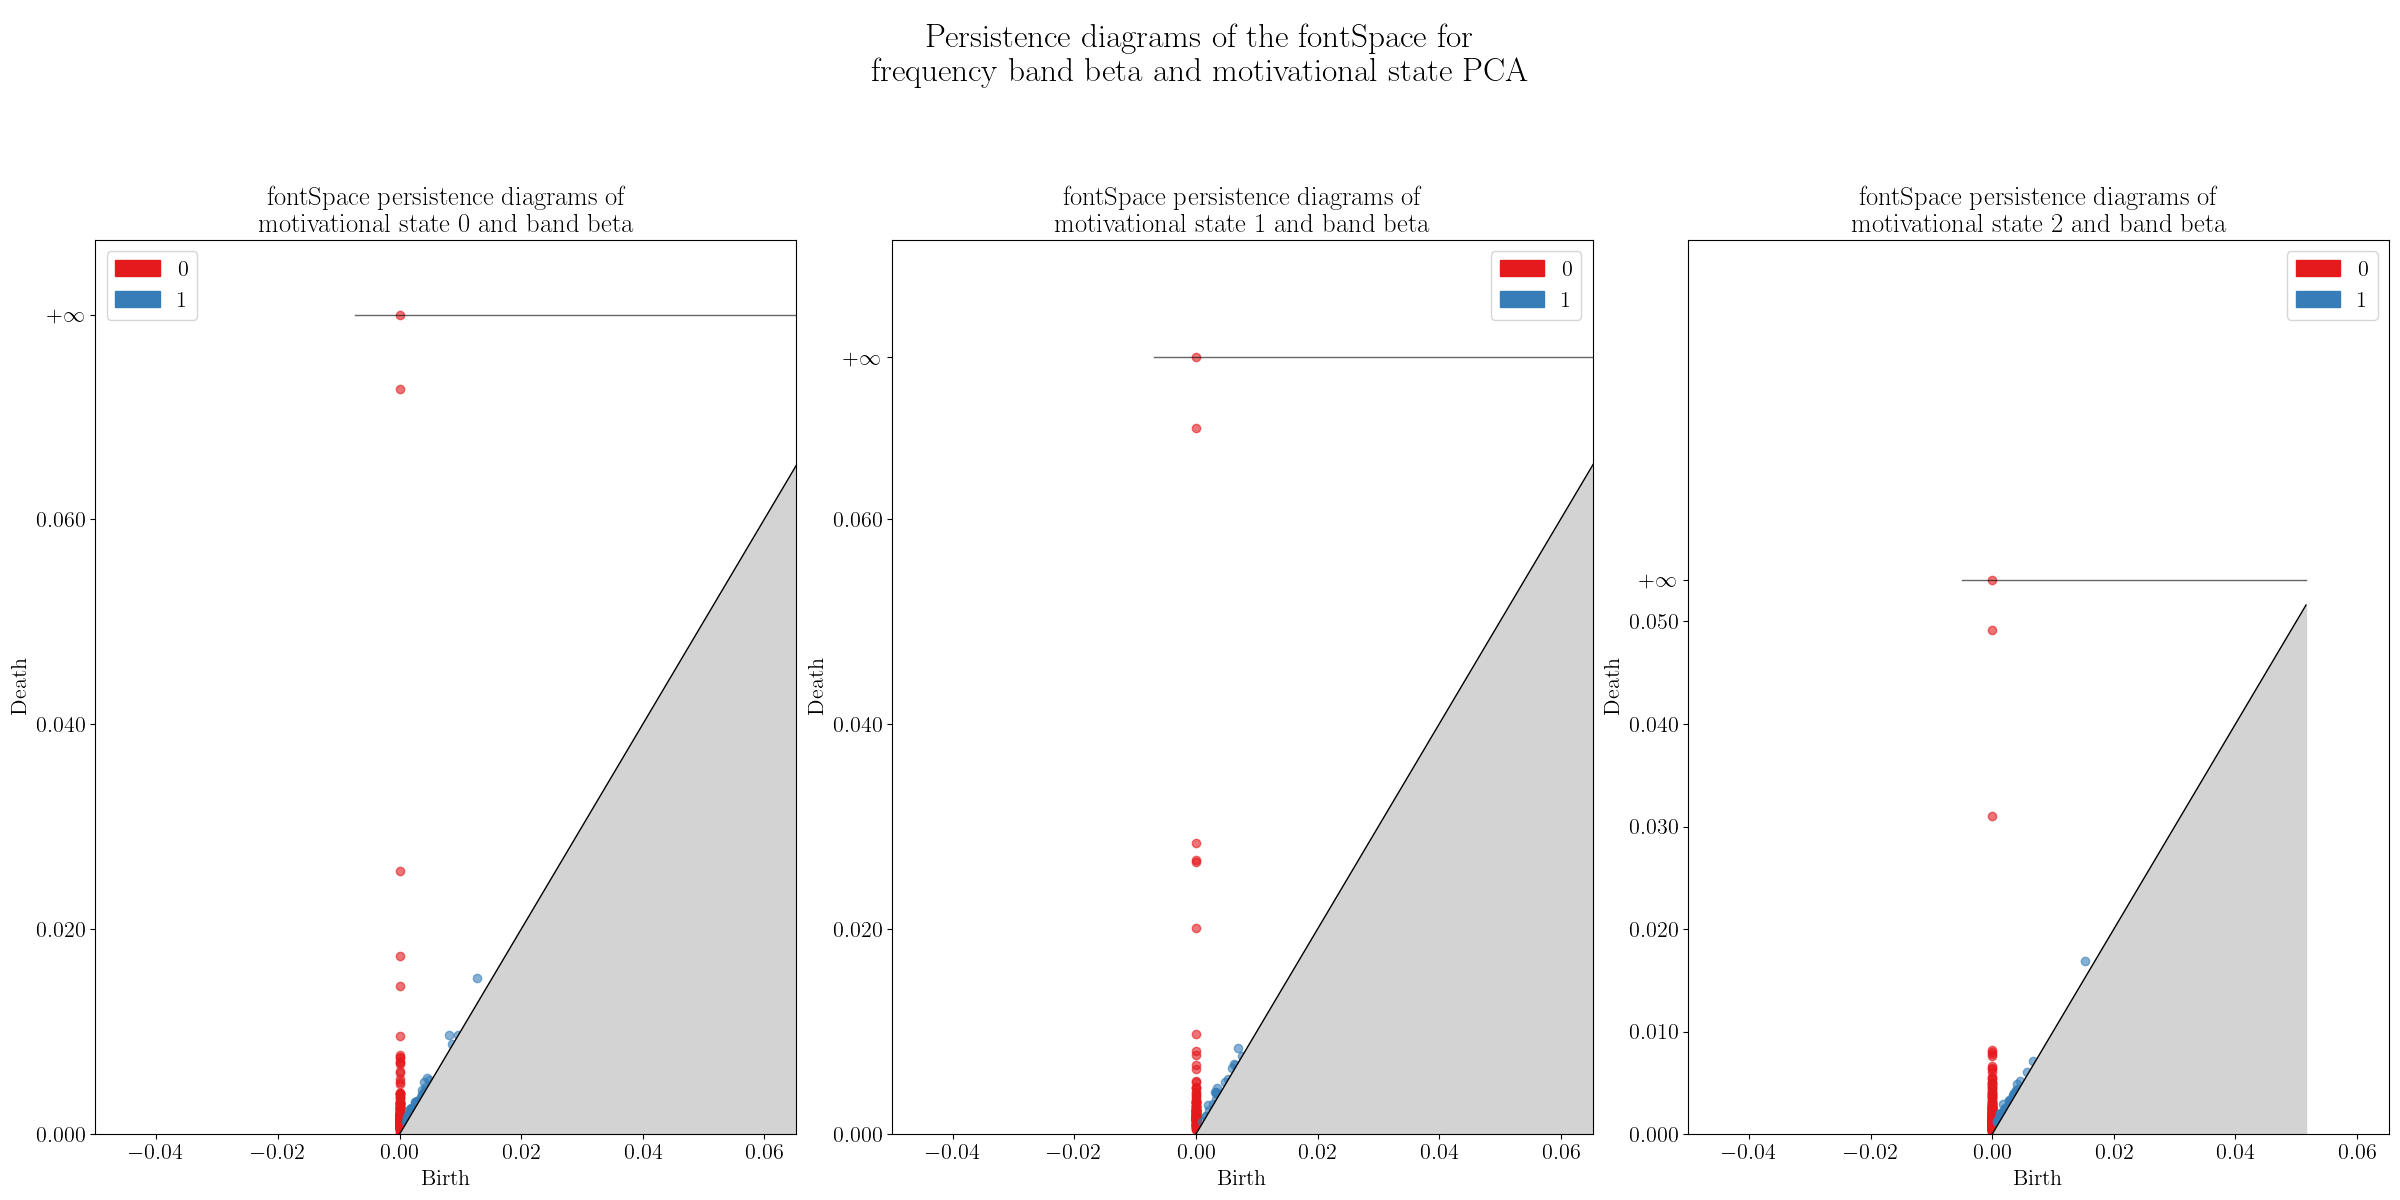 Persistence diagrams of the fontSpace for
frequency band beta and motivational state PCA
fontSpace persistence diagrams of
motivational state 0 and band beta
0
1
+∞
0.060
0.040
0.020
0.000
Death
−0.04 −0.02 0.00 0.02 0.04 0.06
Birth
fontSpace persistence diagrams of
motivational state 1 and band beta
0
1
+∞
0.060
0.040
0.020
0.000
Death
−0.04 −0.02 0.00 0.02 0.04 0.06
Birth
fontSpace persistence diagrams of
motivational state 2 and band beta
0
1
+∞
0.050
0.040
0.030
0.020
0.010
0.000
Death
−0.04 −0.02 0.00 0.02 0.04 0.06
Birth